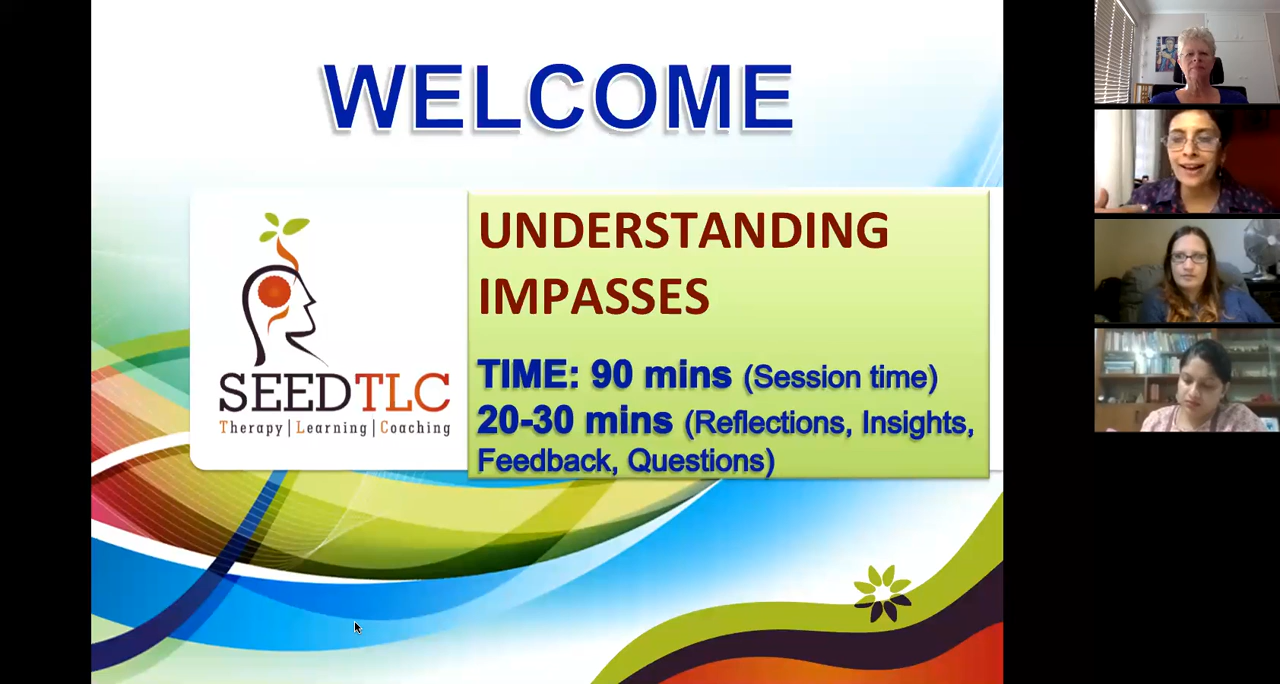 WELCOME
UNDERSTANDING
IMPASSES
TIME: 90 mins (Session time)
20-30 mins (Reflections, Insights,
Feedback, Questions)
SEEDTLC
Therapy | Learning | Coaching